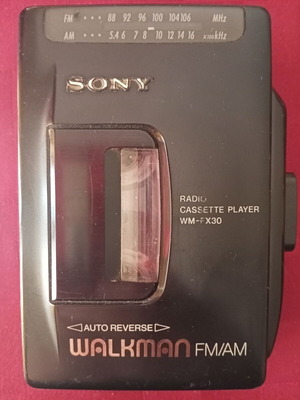 FM 88 92 96 100 104 106 MHz
AM 5.4 6 7 8 10 12 14 16 X100kHz
SONY
RADIO
CASSETTE PLAYER
WM-FX30
AUTO REVERSE
WALKMAN FM/AM